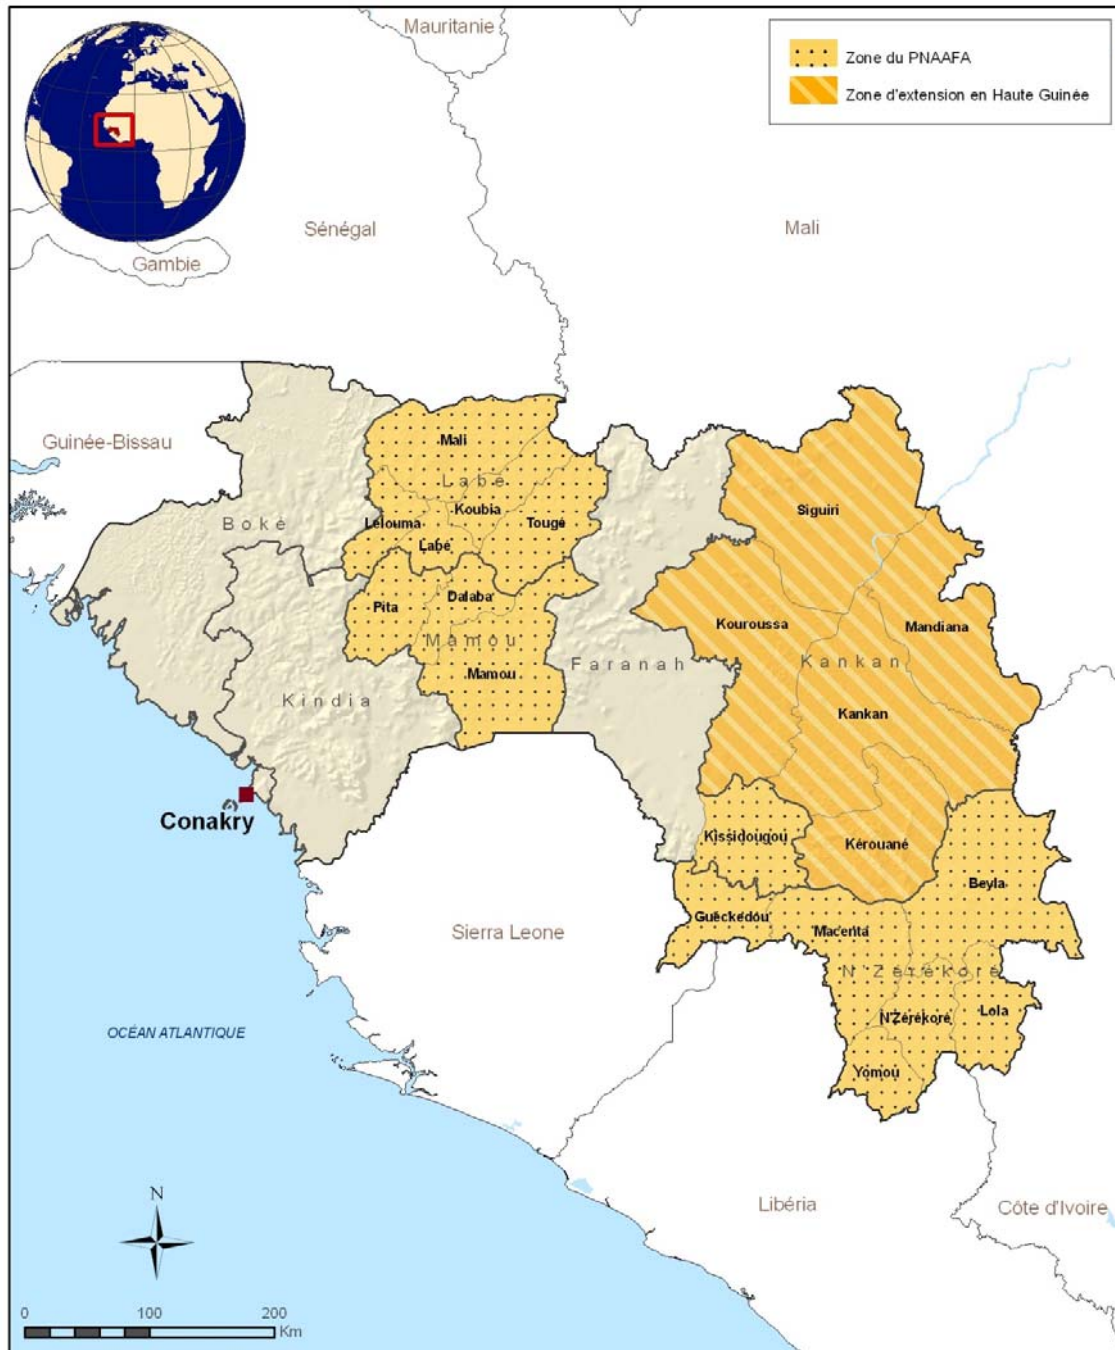 Mauritanie
Zone du PNAAFA
Zone d'extension en Haute Guinée
Sénégal
Mali
Gambie
Guinée-Bissau
Mali
Labé
Koubia
Lélouma
Tougé
Labé
Boké
Siguiri
Pita
Dalaba
Mamou
Mamou
Kouroussa
Mandiana
Faranah
Kankan
Kindia
Kankan
Conakry
Kissidougou
Kérouané
Beyla
Guéckédou
Macenta
Sierra Leone
N'Zérékoré
N'Zérékoré
Lola
OCÉAN ATLANTIQUE
Yomou
Libéria
Côte d'Ivoire
N
0 100 200
Km